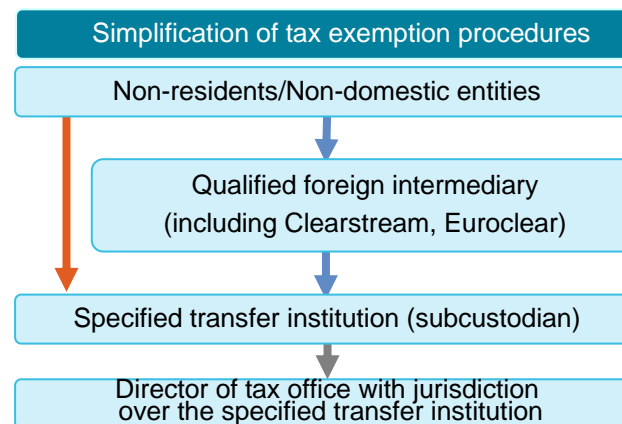 Simplification of tax exemption procedures
Non-residents/Non-domestic entities
Qualified foreign intermediary
(including Clearstream, Euroclear)
Specified transfer institution (subcustodian)
Director of tax office with jurisdiction
over the specified transfer institution